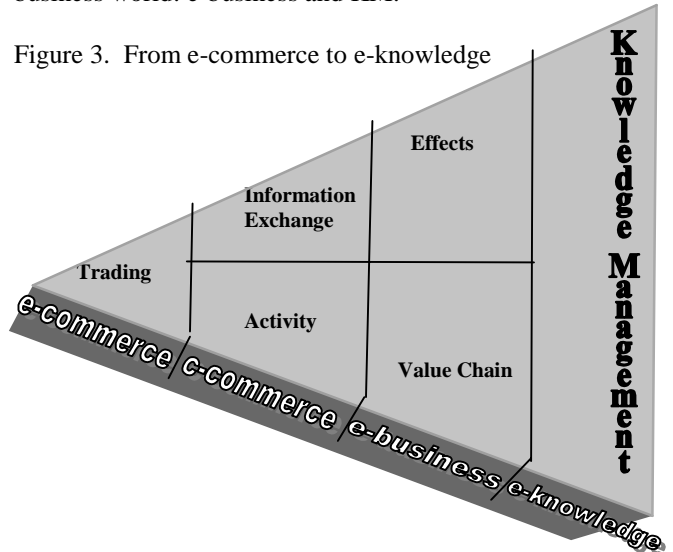 business world: e-business and KM.
Figure 3. From e-commerce to e-knowledge
Knowledge Management
Effects
Information
Exchange
Trading
Activity
Value Chain
e-commerce
c-commerce
e-business
e-knowledge